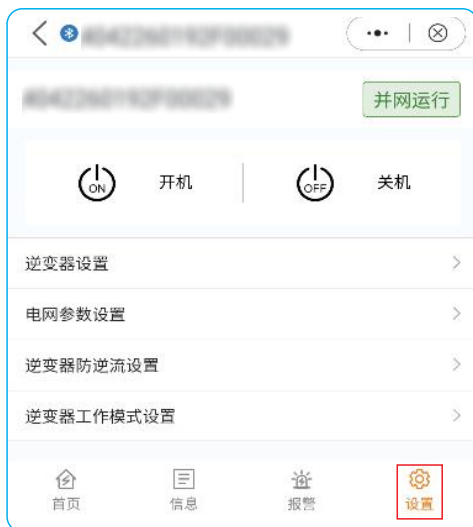 并网运行
ON 开机 OFF 关机
逆变器设置
电网参数设置
逆变器防逆流设置
逆变器工作模式设置
首页 信息 报警 设置